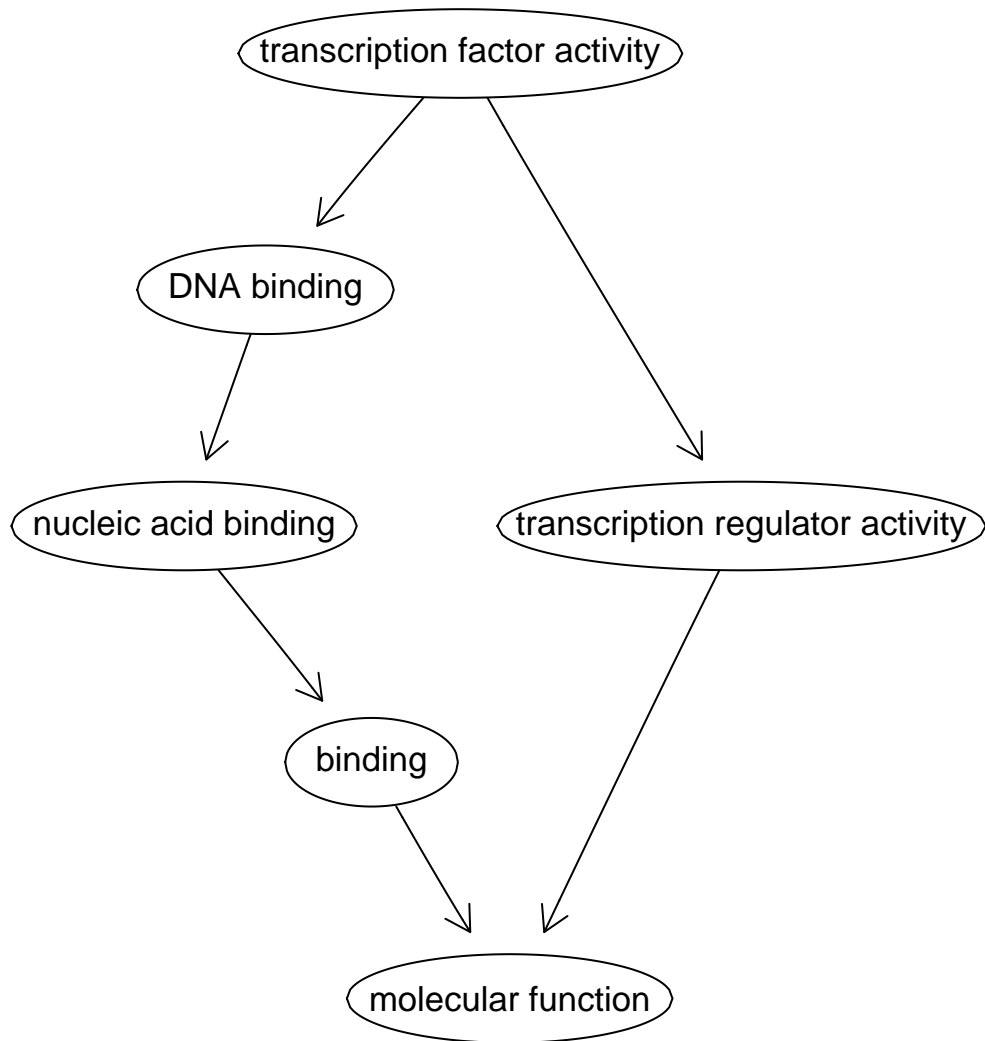 transcription factor activity
DNA binding
nucleic acid binding
transcription regulator activity
binding
molecular function